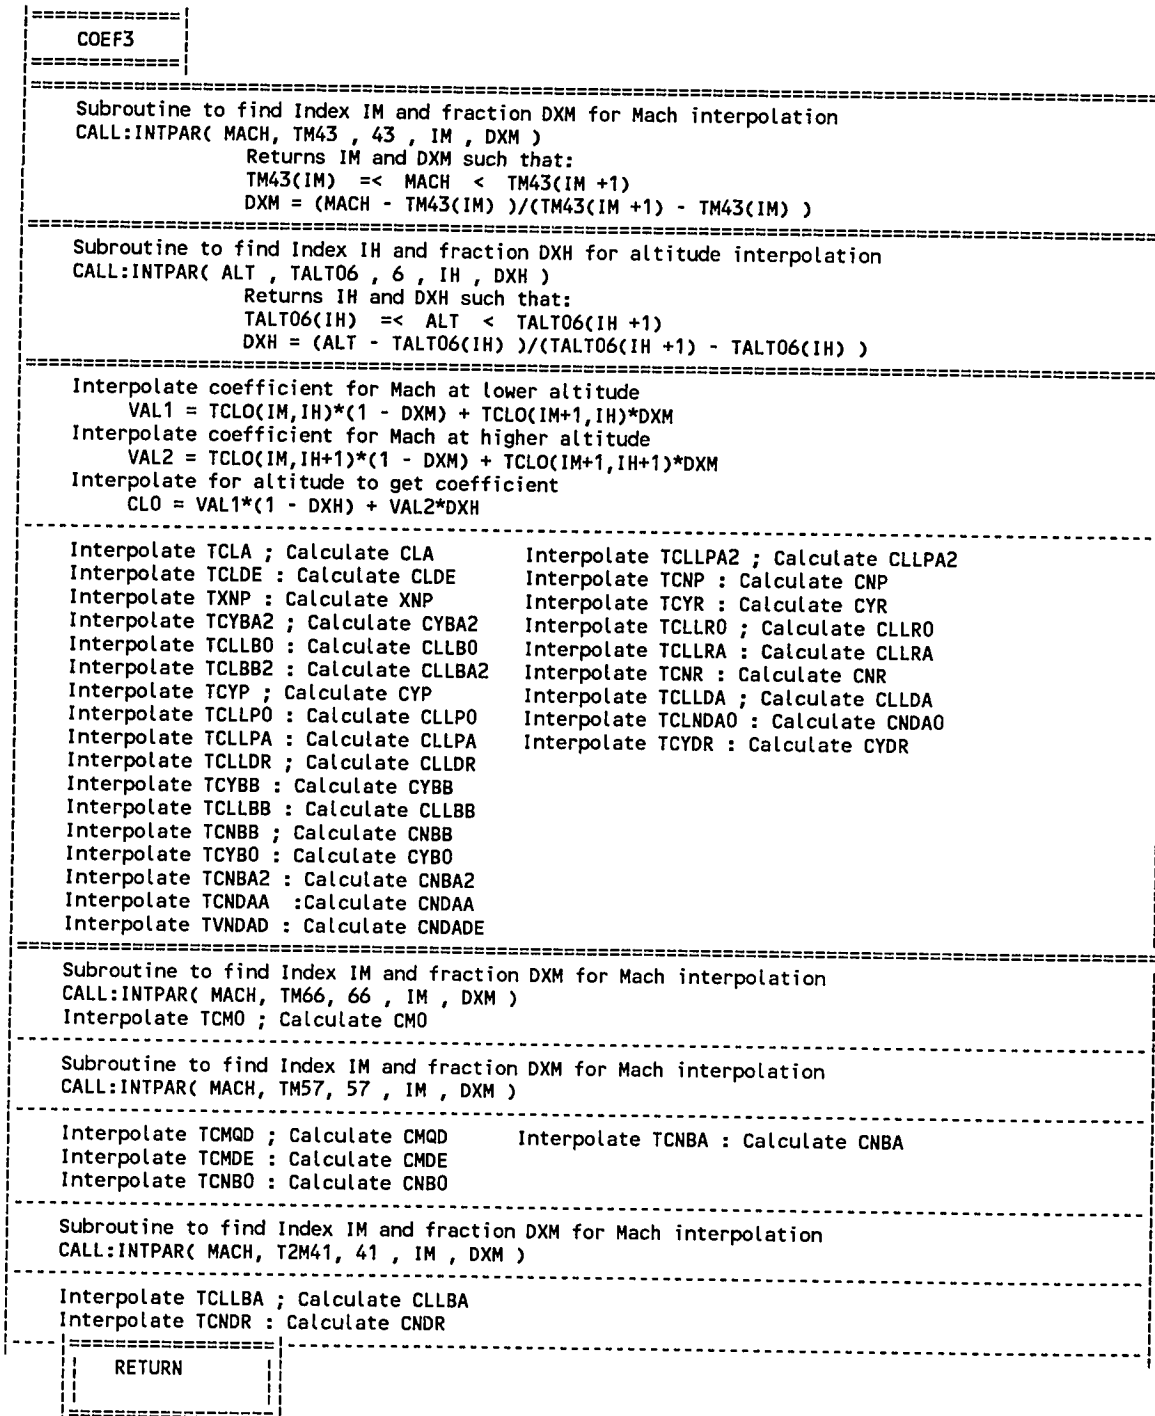 COEF3
Subroutine to find Index IM and fraction DXM for Mach interpolation
CALL:INTPAR( MACH, TM43 , 43 , IM , DXM )
Returns IM and DXM such that:
TM43(IM) =< MACH < TM43(IM +1)
DXM = (MACH - TM43(IM) )/(TM43(IM +1) - TM43(IM) )
Subroutine to find Index IH and fraction DXH for altitude interpolation
CALL:INTPAR( ALT , TALT06 , 6 , IH , DXH )
Returns IH and DXH such that:
TALT06(IH) =< ALT < TALT06(IH +1)
DXH = (ALT - TALT06(IH) )/(TALT06(IH +1) - TALT06(IH) )
Interpolate coefficient for Mach at lower altitude
VAL1 = TCLO(IM,IH)*(1 - DXM) + TCLO(IM+1,IH)*DXM
Interpolate coefficient for Mach at higher altitude
VAL2 = TCLO(IM,IH+1)*(1 - DXM) + TCLO(IM+1,IH+1)*DXM
Interpolate for altitude to get coefficient
CLO = VAL1*(1 - DXH) + VAL2*DXH
Interpolate TCLA ; Calculate CLA
Interpolate TCLDE : Calculate CLDE
Interpolate TXNP : Calculate XNP
Interpolate TCYBA2 ; Calculate CYBA2
Interpolate TCLLBO : Calculate CLLBO
Interpolate TCLBB2 : Calculate CLLBA2
Interpolate TCYP ; Calculate CYP
Interpolate TCLLPO : Calculate CLLPO
Interpolate TCLLPA : Calculate CLLPA
Interpolate TCLLDR ; Calculate CLLDR
Interpolate TCYBB : Calculate CYBB
Interpolate TCLLBB : Calculate CLLBB
Interpolate TCNBB ; Calculate CNBB
Interpolate TCYBO : Calculate CYBO
Interpolate TCNBA2 : Calculate CNBA2
Interpolate TCNDAA :Calculate CNDAA
Interpolate TVNDAD : Calculate CNDADE
Interpolate TCLLPA2 ; Calculate CLLPA2
Interpolate TCNP : Calculate CNP
Interpolate TCYR : Calculate CYR
Interpolate TCLLRO ; Calculate CLLRO
Interpolate TCLLRA : Calculate CLLRA
Interpolate TCNR : Calculate CNR
Interpolate TCLLDA ; Calculate CLLDA
Interpolate TCLNDAO : Calculate CNDAO
Interpolate TCYDR : Calculate CYDR
Subroutine to find Index IM and fraction DXM for Mach interpolation
CALL:INTPAR( MACH, TM66, 66 , IM , DXM )
Interpolate TCMO ; Calculate CMO
Subroutine to find Index IM and fraction DXM for Mach interpolation
CALL:INTPAR( MACH, TM57, 57 , IM , DXM )
Interpolate TCMQD ; Calculate CMQD
Interpolate TCMDE : Calculate CMDE
Interpolate TCNBO : Calculate CNBO
Interpolate TCNBA : Calculate CNBA
Subroutine to find Index IM and fraction DXM for Mach interpolation
CALL:INTPAR( MACH, T2M41, 41 , IM , DXM )
Interpolate TCLLBA ; Calculate CLLBA
Interpolate TCNDR : Calculate CNDR
RETURN